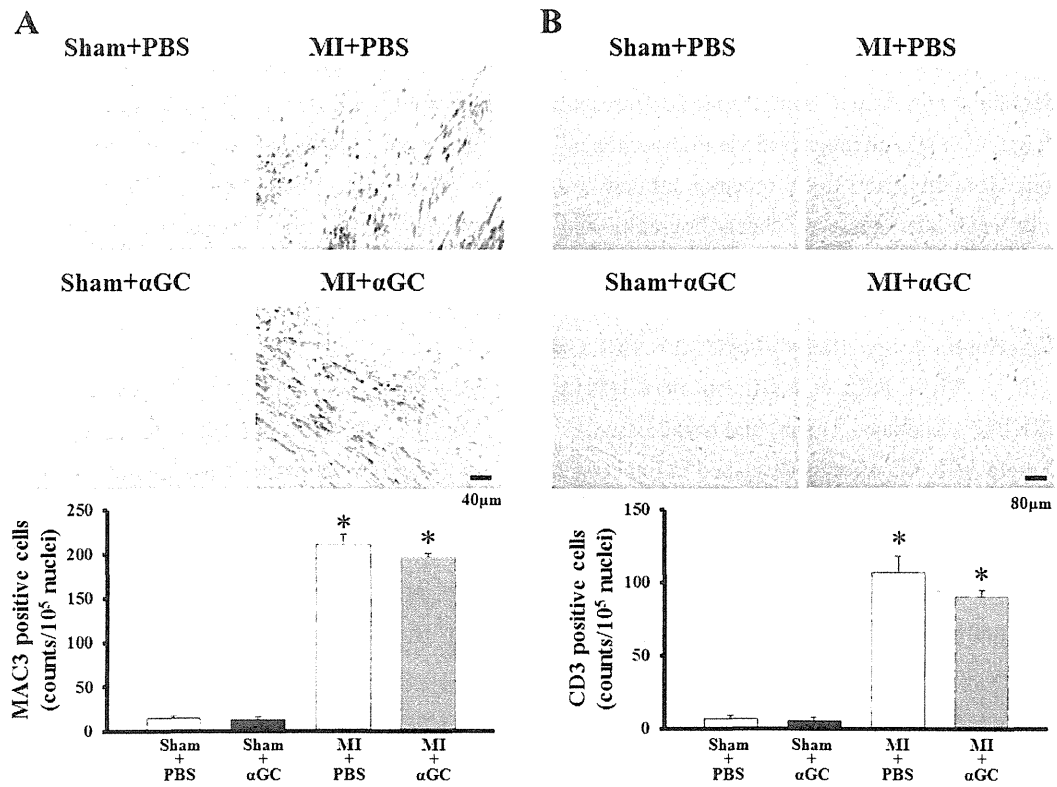 A
Sham+PBS MI+PBS
Sham+αGC MI+αGC
40μm
MAC3 positive cells
(counts/10⁵ nuclei)
250
200
150
100
50
0
Sham + PBS
Sham + αGC
MI + PBS
MI + αGC
*
*
B
Sham+PBS MI+PBS
Sham+αGC MI+αGC
80μm
CD3 positive cells
(counts/10⁵ nuclei)
150
100
50
0
Sham + PBS
Sham + αGC
MI + PBS
MI + αGC
*
*